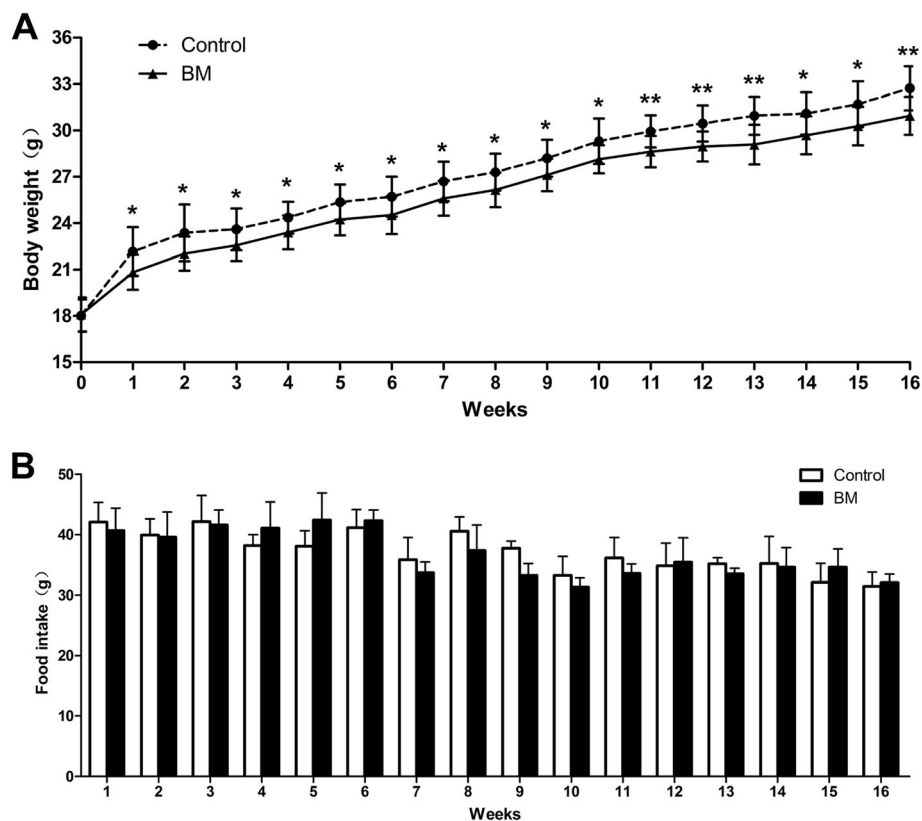 A
Control
BM
* * * * * * * * * * ** ** ** * * **
36
33
30
27
24
21
18
15
Body weight（g）
0 1 2 3 4 5 6 7 8 9 10 11 12 13 14 15 16
Weeks
B
Control
BM
50
40
30
20
10
0
Food intake（g）
1 2 3 4 5 6 7 8 9 10 11 12 13 14 15 16
Weeks